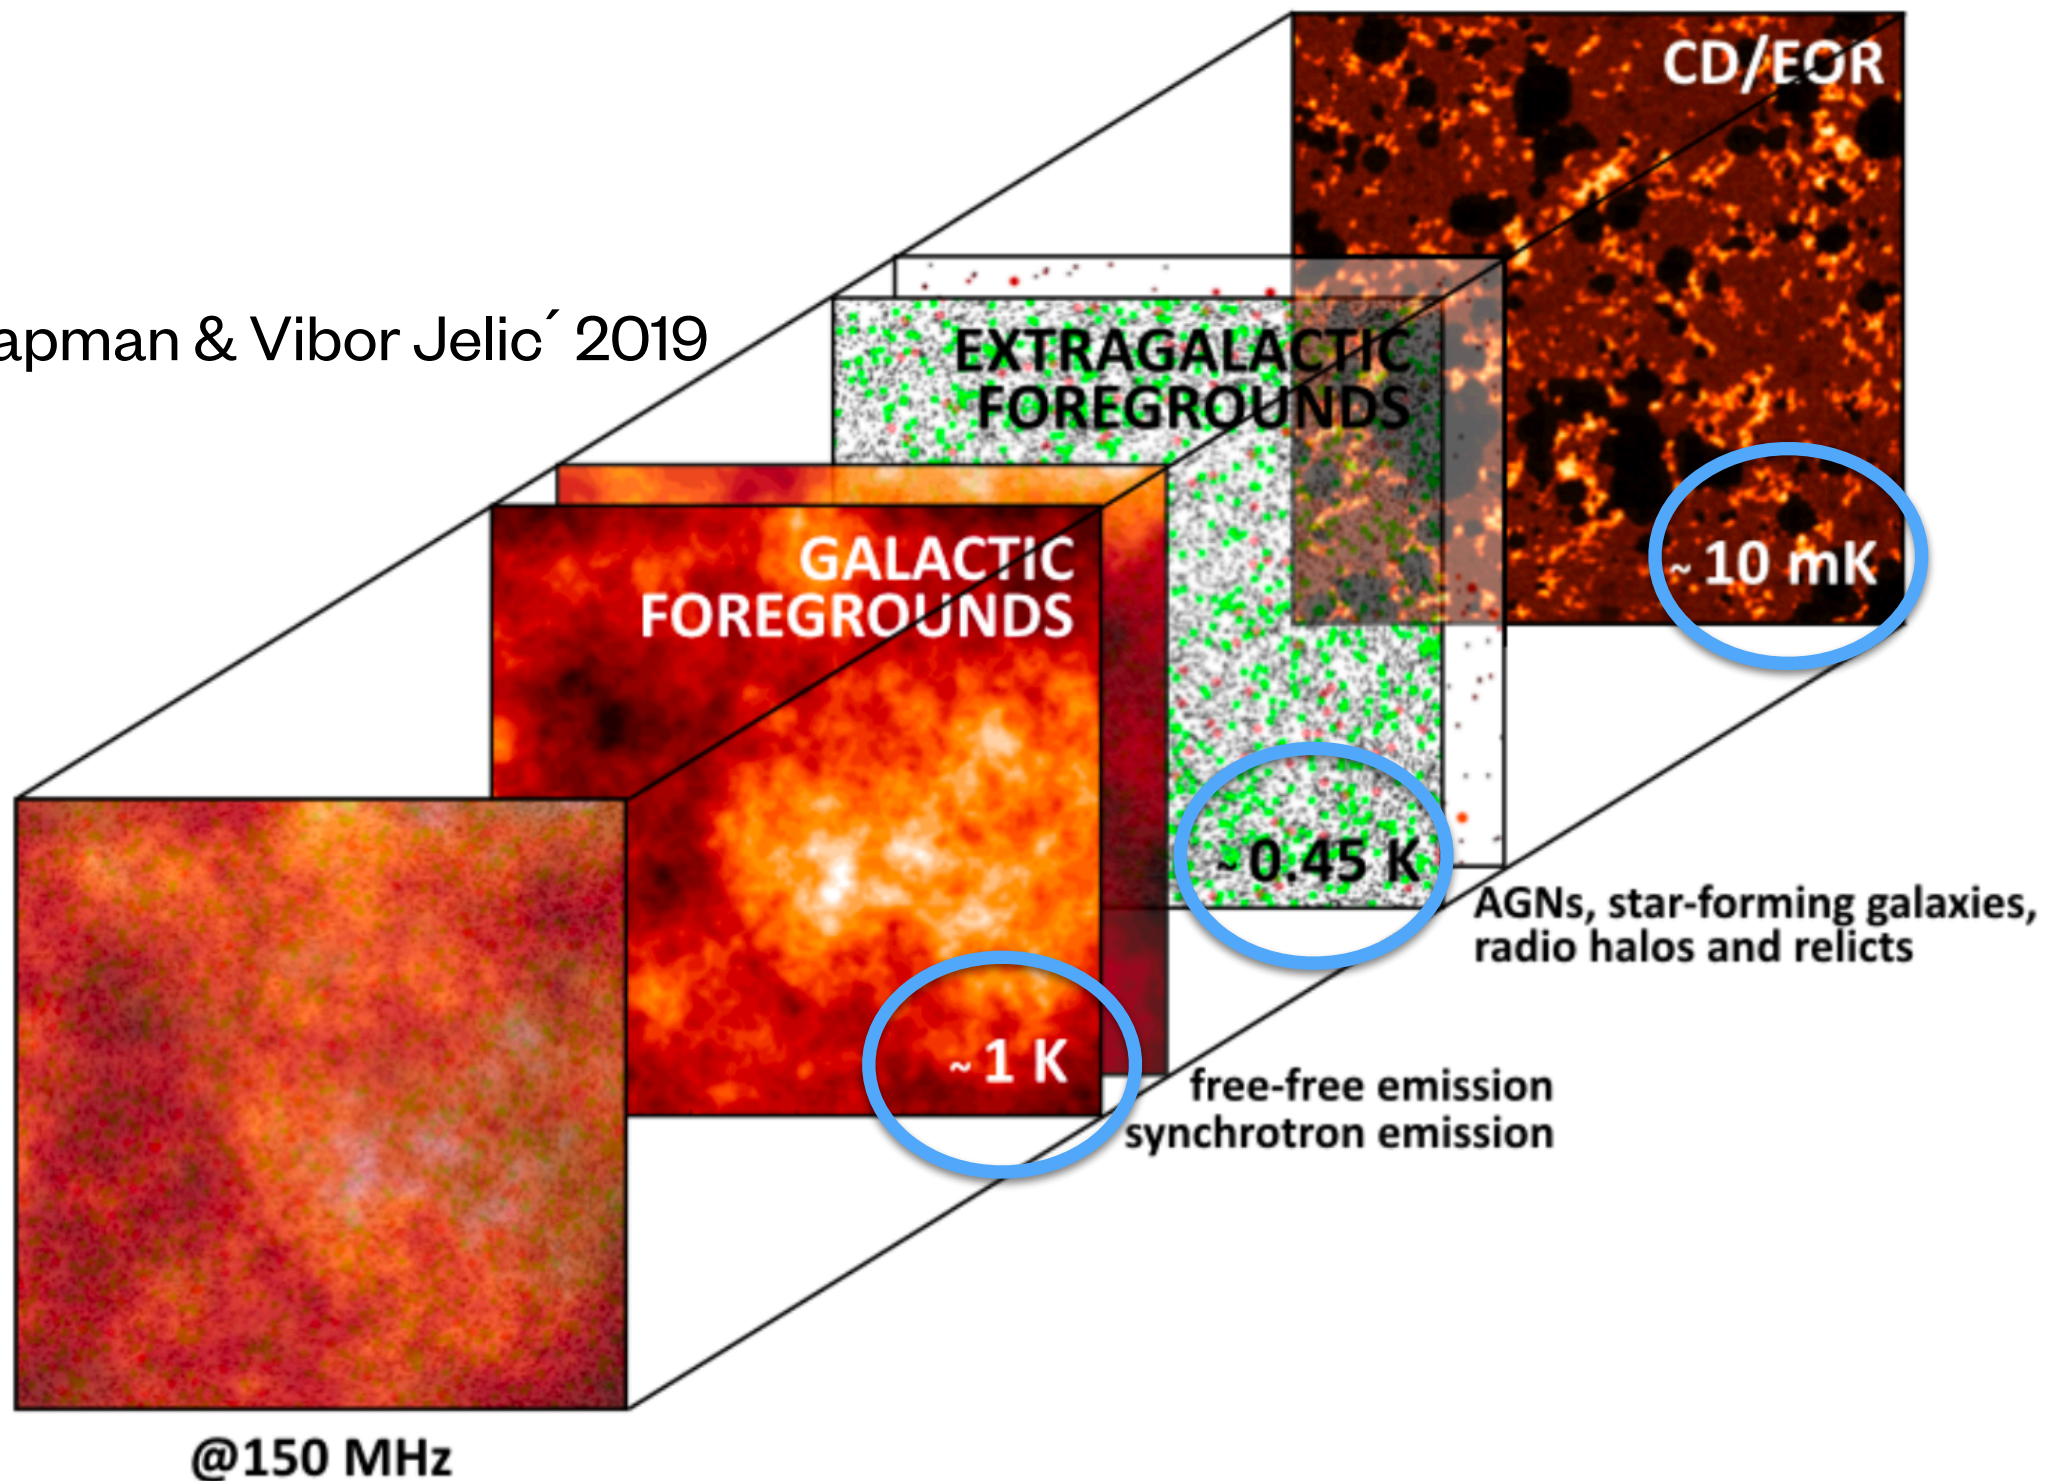 CD/EOR
apman & Vibor Jelic´ 2019
EXTRAGALACTIC
FOREGROUNDS
GALACTIC
FOREGROUNDS
~ 10 mK
~ 0.45 K
AGNs, star-forming galaxies,
radio halos and relicts
~ 1 K
free-free emission
synchrotron emission
@150 MHz